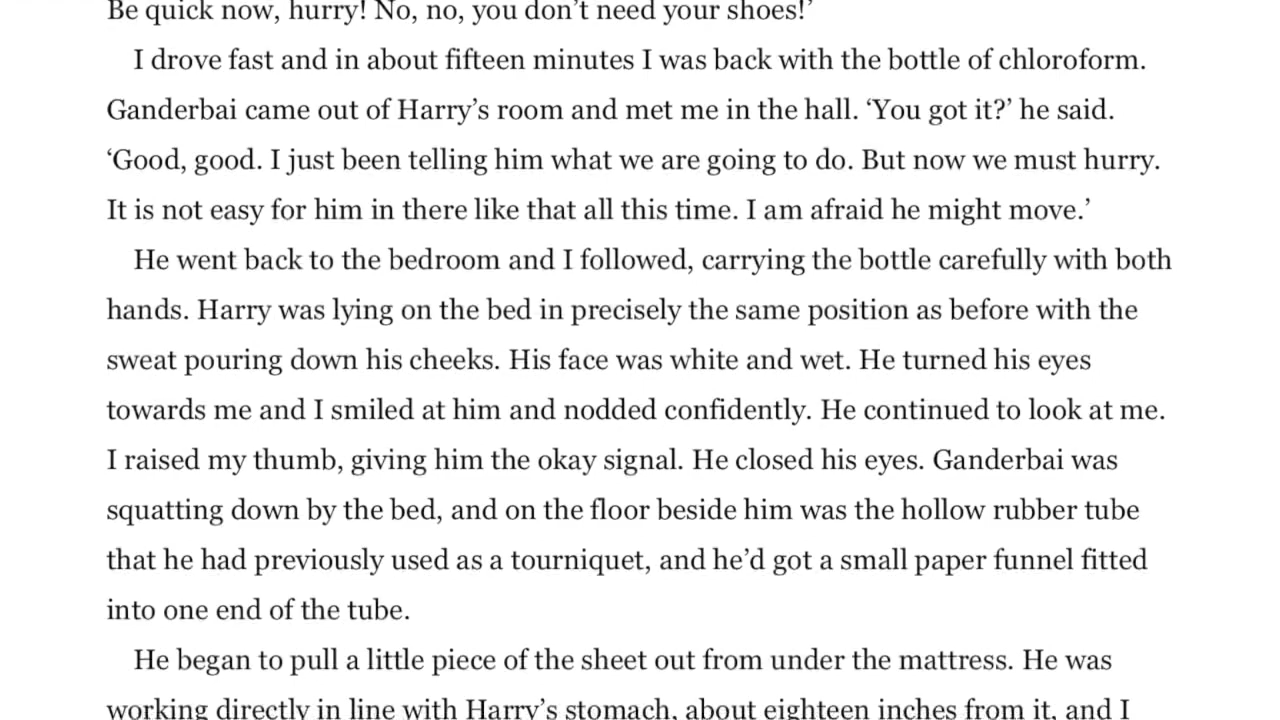 Be quick now, hurry! No, no, you don’t need your shoes!’
I drove fast and in about fifteen minutes I was back with the bottle of chloroform.
Ganderbai came out of Harry’s room and met me in the hall. ‘You got it?’ he said.
‘Good, good. I just been telling him what we are going to do. But now we must hurry.
It is not easy for him in there like that all this time. I am afraid he might move.’
He went back to the bedroom and I followed, carrying the bottle carefully with both
hands. Harry was lying on the bed in precisely the same position as before with the
sweat pouring down his cheeks. His face was white and wet. He turned his eyes
towards me and I smiled at him and nodded confidently. He continued to look at me.
I raised my thumb, giving him the okay signal. He closed his eyes. Ganderbai was
squatting down by the bed, and on the floor beside him was the hollow rubber tube
that he had previously used as a tourniquet, and he’d got a small paper funnel fitted
into one end of the tube.
He began to pull a little piece of the sheet out from under the mattress. He was
working directly in line with Harry’s stomach, about eighteen inches from it, and I